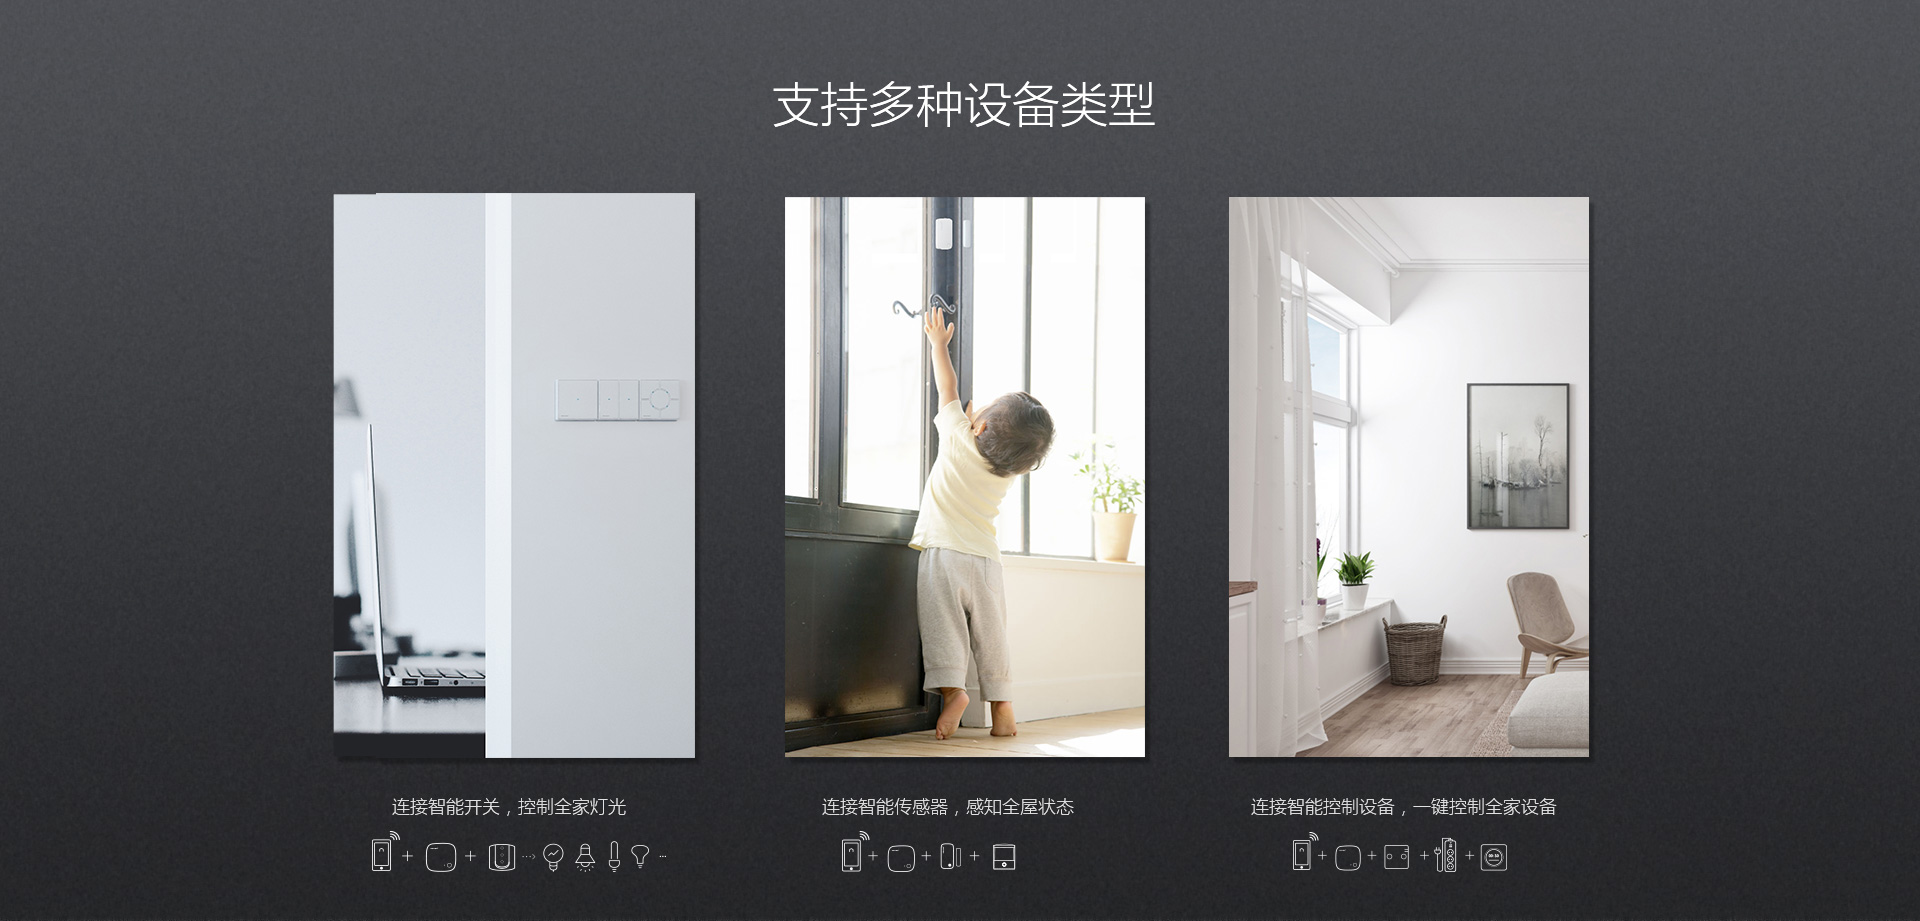 支持多种设备类型
连接智能开关，控制全家灯光
连接智能传感器，感知全屋状态
连接智能控制设备，一键控制全家设备